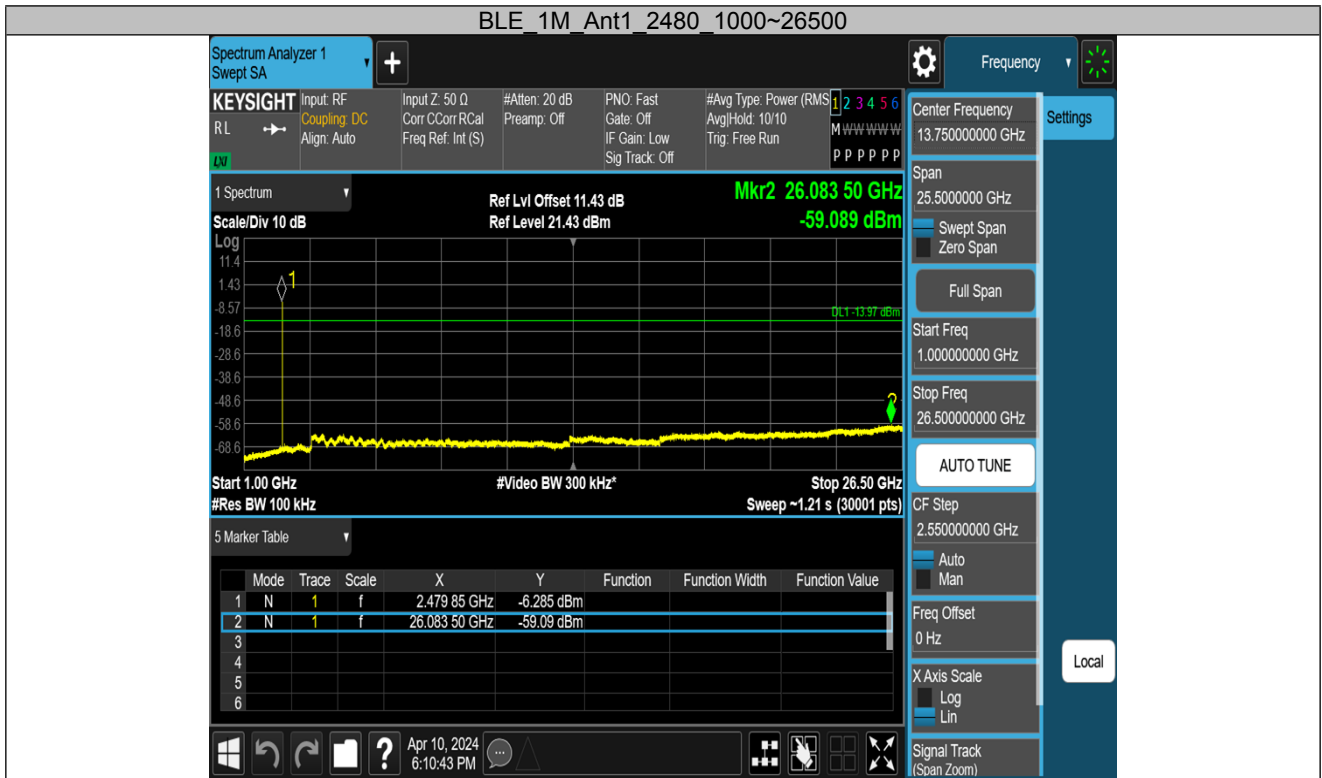 BLE_1M_Ant1_2480_1000~26500
Spectrum Analyzer 1
Swept SA
+
Frequency
KEYSIGHT
RL
LXI
Input: RF
Coupling: DC
Align: Auto
Input Z: 50 Ω
Corr CCorr RCal
Freq Ref: Int (S)
#Atten: 20 dB
Preamp: Off
PNO: Fast
Gate: Off
IF Gain: Low
Sig Track: Off
#Avg Type: Power (RMS
Avg|Hold: 10/10
Trig: Free Run
1 2 3 4 5 6
M W W W W W
P P P P P P
1 Spectrum
Scale/Div 10 dB
Ref Lvl Offset 11.43 dB
Ref Level 21.43 dBm
Mkr2 26.083 50 GHz
-59.089 dBm
Log
11.4
1.43
-8.57
-18.6
-28.6
-38.6
-48.6
-58.6
-68.6
1
DL1 -13.97 dBm
2
Start 1.00 GHz
#Res BW 100 kHz
#Video BW 300 kHz*
Stop 26.50 GHz
Sweep ~1.21 s (30001 pts)
5 Marker Table
Mode Trace Scale X Y Function Function Width Function Value
1 N 1 f 2.479 85 GHz -6.285 dBm
2 N 1 f 26.083 50 GHz -59.09 dBm
3
4
5
6
?
Apr 10, 2024
6:10:43 PM
Center Frequency
13.750000000 GHz
Settings
Span
25.5000000 GHz
Swept Span
Zero Span
Full Span
Start Freq
1.000000000 GHz
Stop Freq
26.500000000 GHz
AUTO TUNE
CF Step
2.550000000 GHz
Auto
Man
Freq Offset
0 Hz
X Axis Scale
Log
Lin
Local
Signal Track
(Span Zoom)